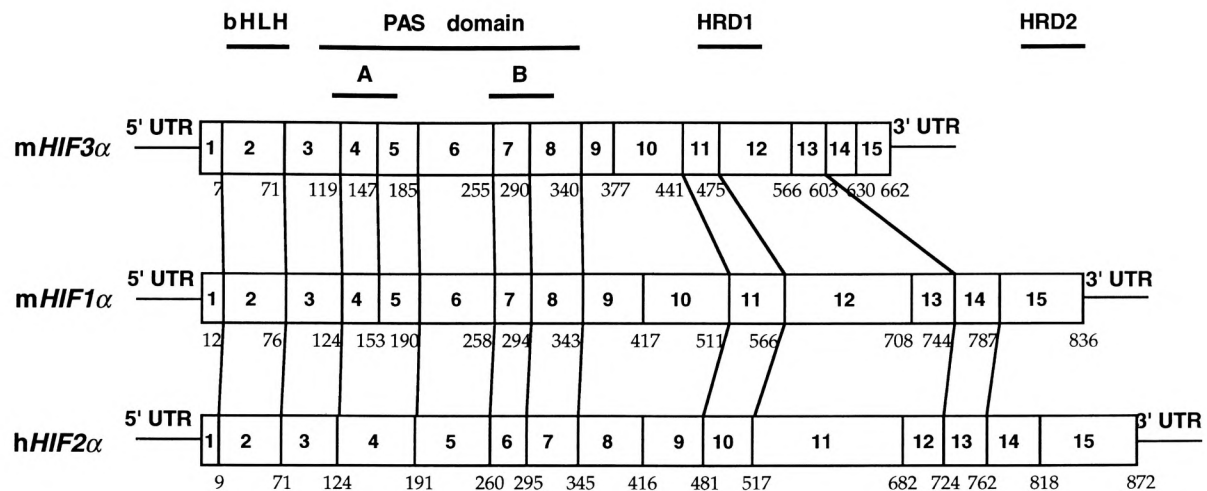 bHLH PAS domain HRD1 HRD2
A B
5' UTR 3' UTR
mHIF3α 1 2 3 4 5 6 7 8 9 10 11 12 13 14 15
7 71 119 147 185 255 290 340 377 441 475 566 603 630 662
5' UTR 3' UTR
mHIF1α 1 2 3 4 5 6 7 8 9 10 11 12 13 14 15
12 76 124 153 190 258 294 343 417 511 566 708 744 787 836
5' UTR 3' UTR
hHIF2α 1 2 3 4 5 6 7 8 9 10 11 12 13 14 15
9 71 124 191 260 295 345 416 481 517 682 724 762 818 872